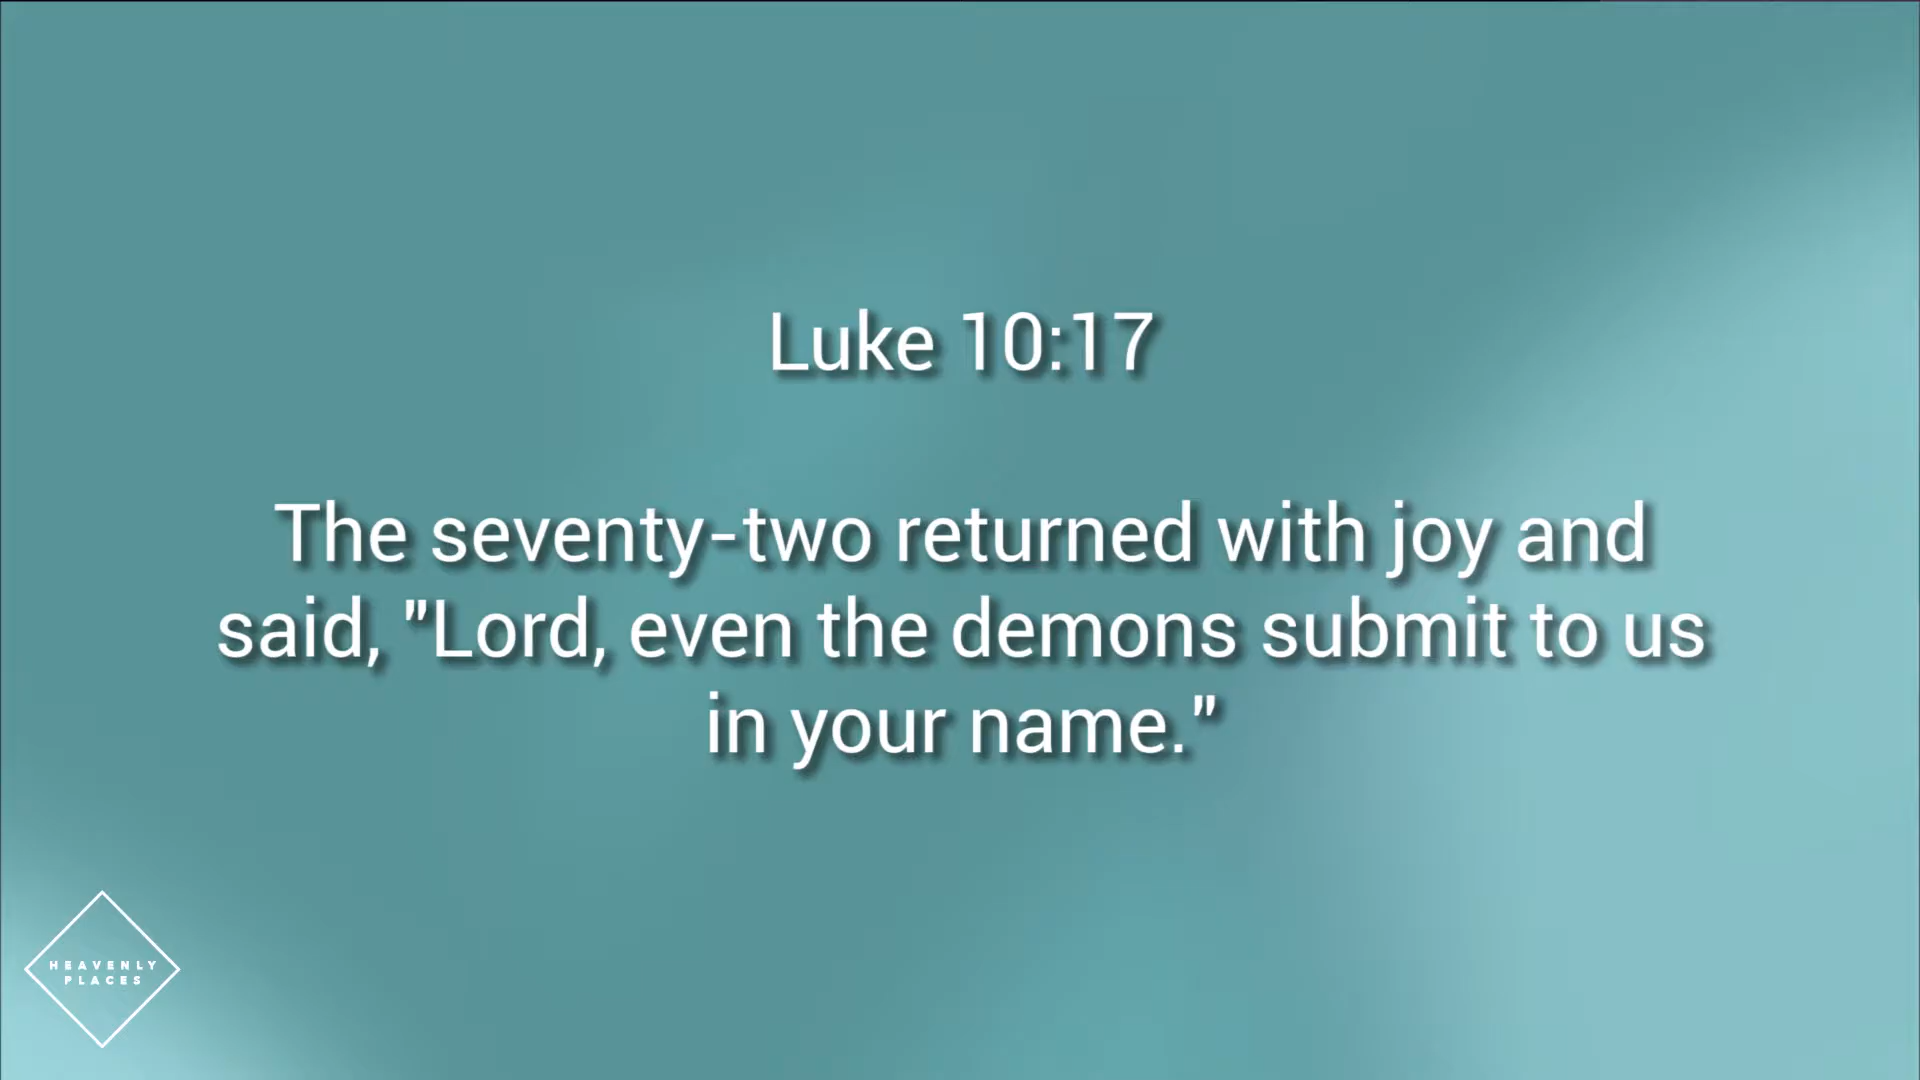 Luke 10:17
The seventy-two returned with joy and
said, "Lord, even the demons submit to us
in your name."
HEAVENLY
PLACES